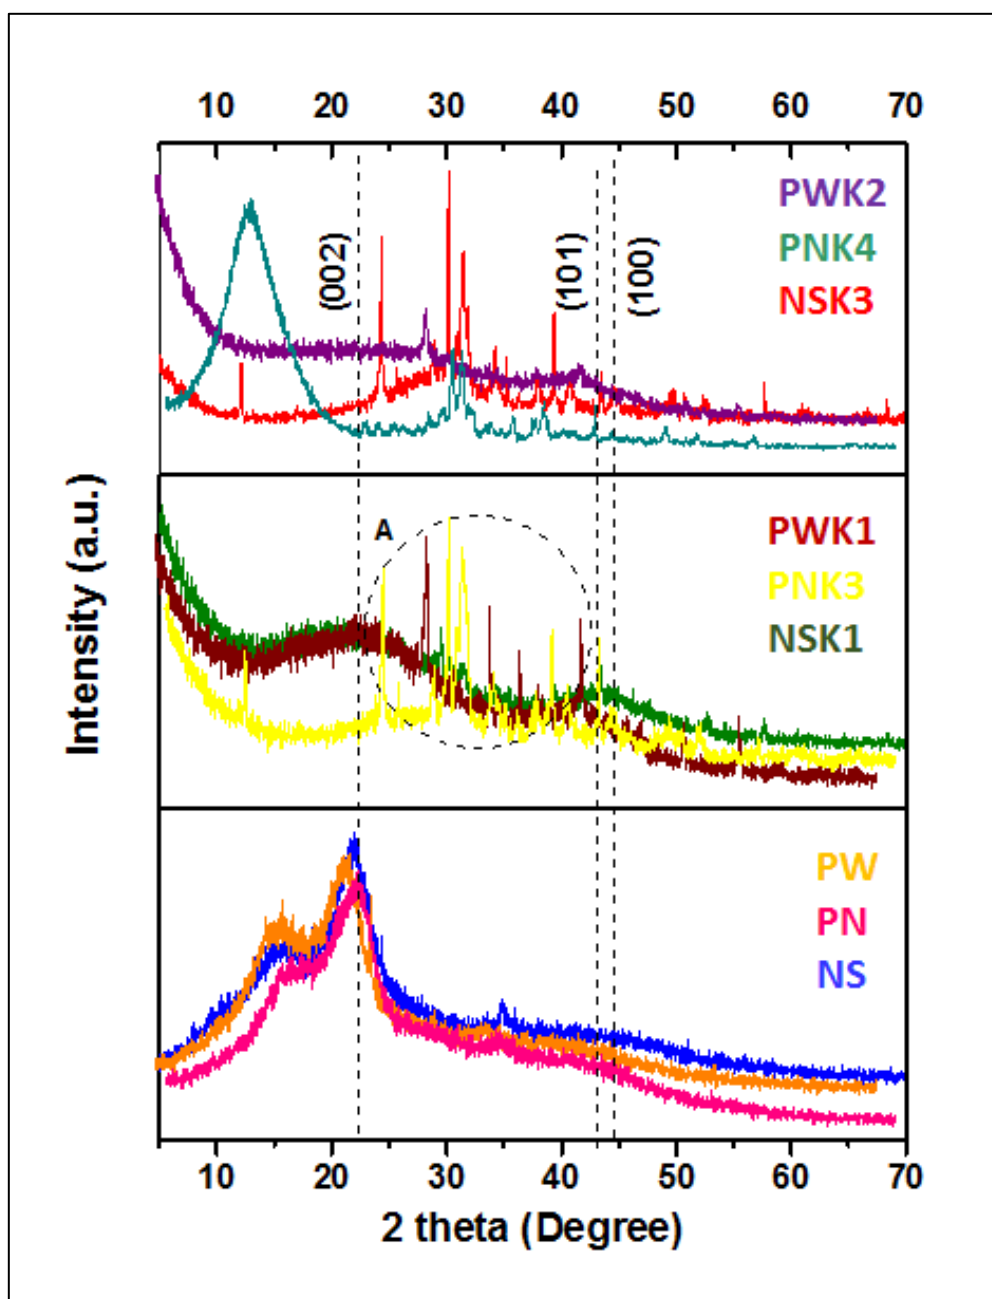 10 20 30 40 50 60 70
PWK2
PNK4
NSK3
(002)
(101)
(100)
A
PWK1
PNK3
NSK1
PW
PN
NS
Intensity (a.u.)
10 20 30 40 50 60 70
2 theta (Degree)